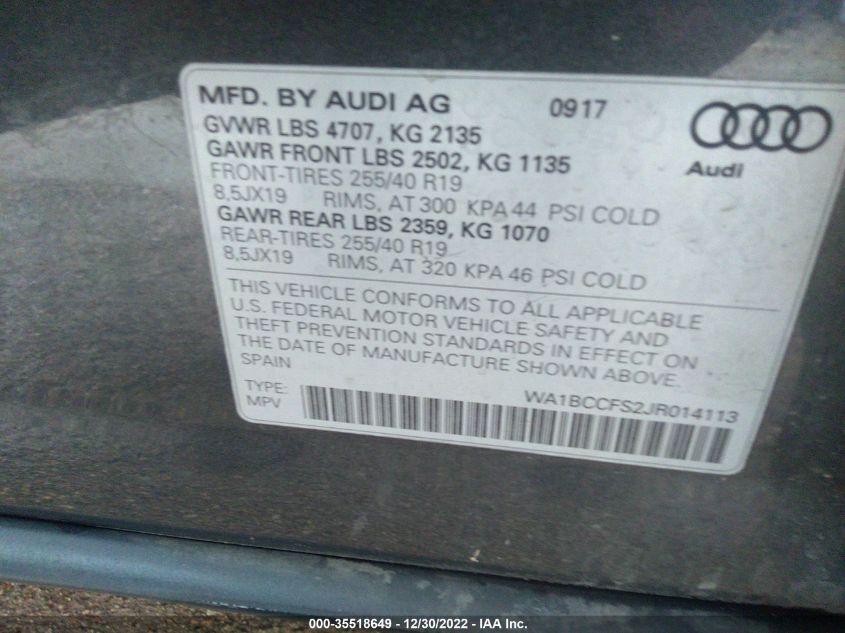 MFD. BY AUDI AG 0917
GVWR LBS 4707, KG 2135
GAWR FRONT LBS 2502, KG 1135
FRONT-TIRES 255/40 R19
8,5JX19 RIMS, AT 300 KPA 44 PSI COLD
GAWR REAR LBS 2359, KG 1070
REAR-TIRES 255/40 R19
8,5JX19 RIMS, AT 320 KPA 46 PSI COLD
Audi
THIS VEHICLE CONFORMS TO ALL APPLICABLE
U.S. FEDERAL MOTOR VEHICLE SAFETY AND
THEFT PREVENTION STANDARDS IN EFFECT ON
THE DATE OF MANUFACTURE SHOWN ABOVE.
SPAIN
WA1BCCFS2JR014113
TYPE:
MPV
000-35518649 - 12/30/2022 - IAA Inc.